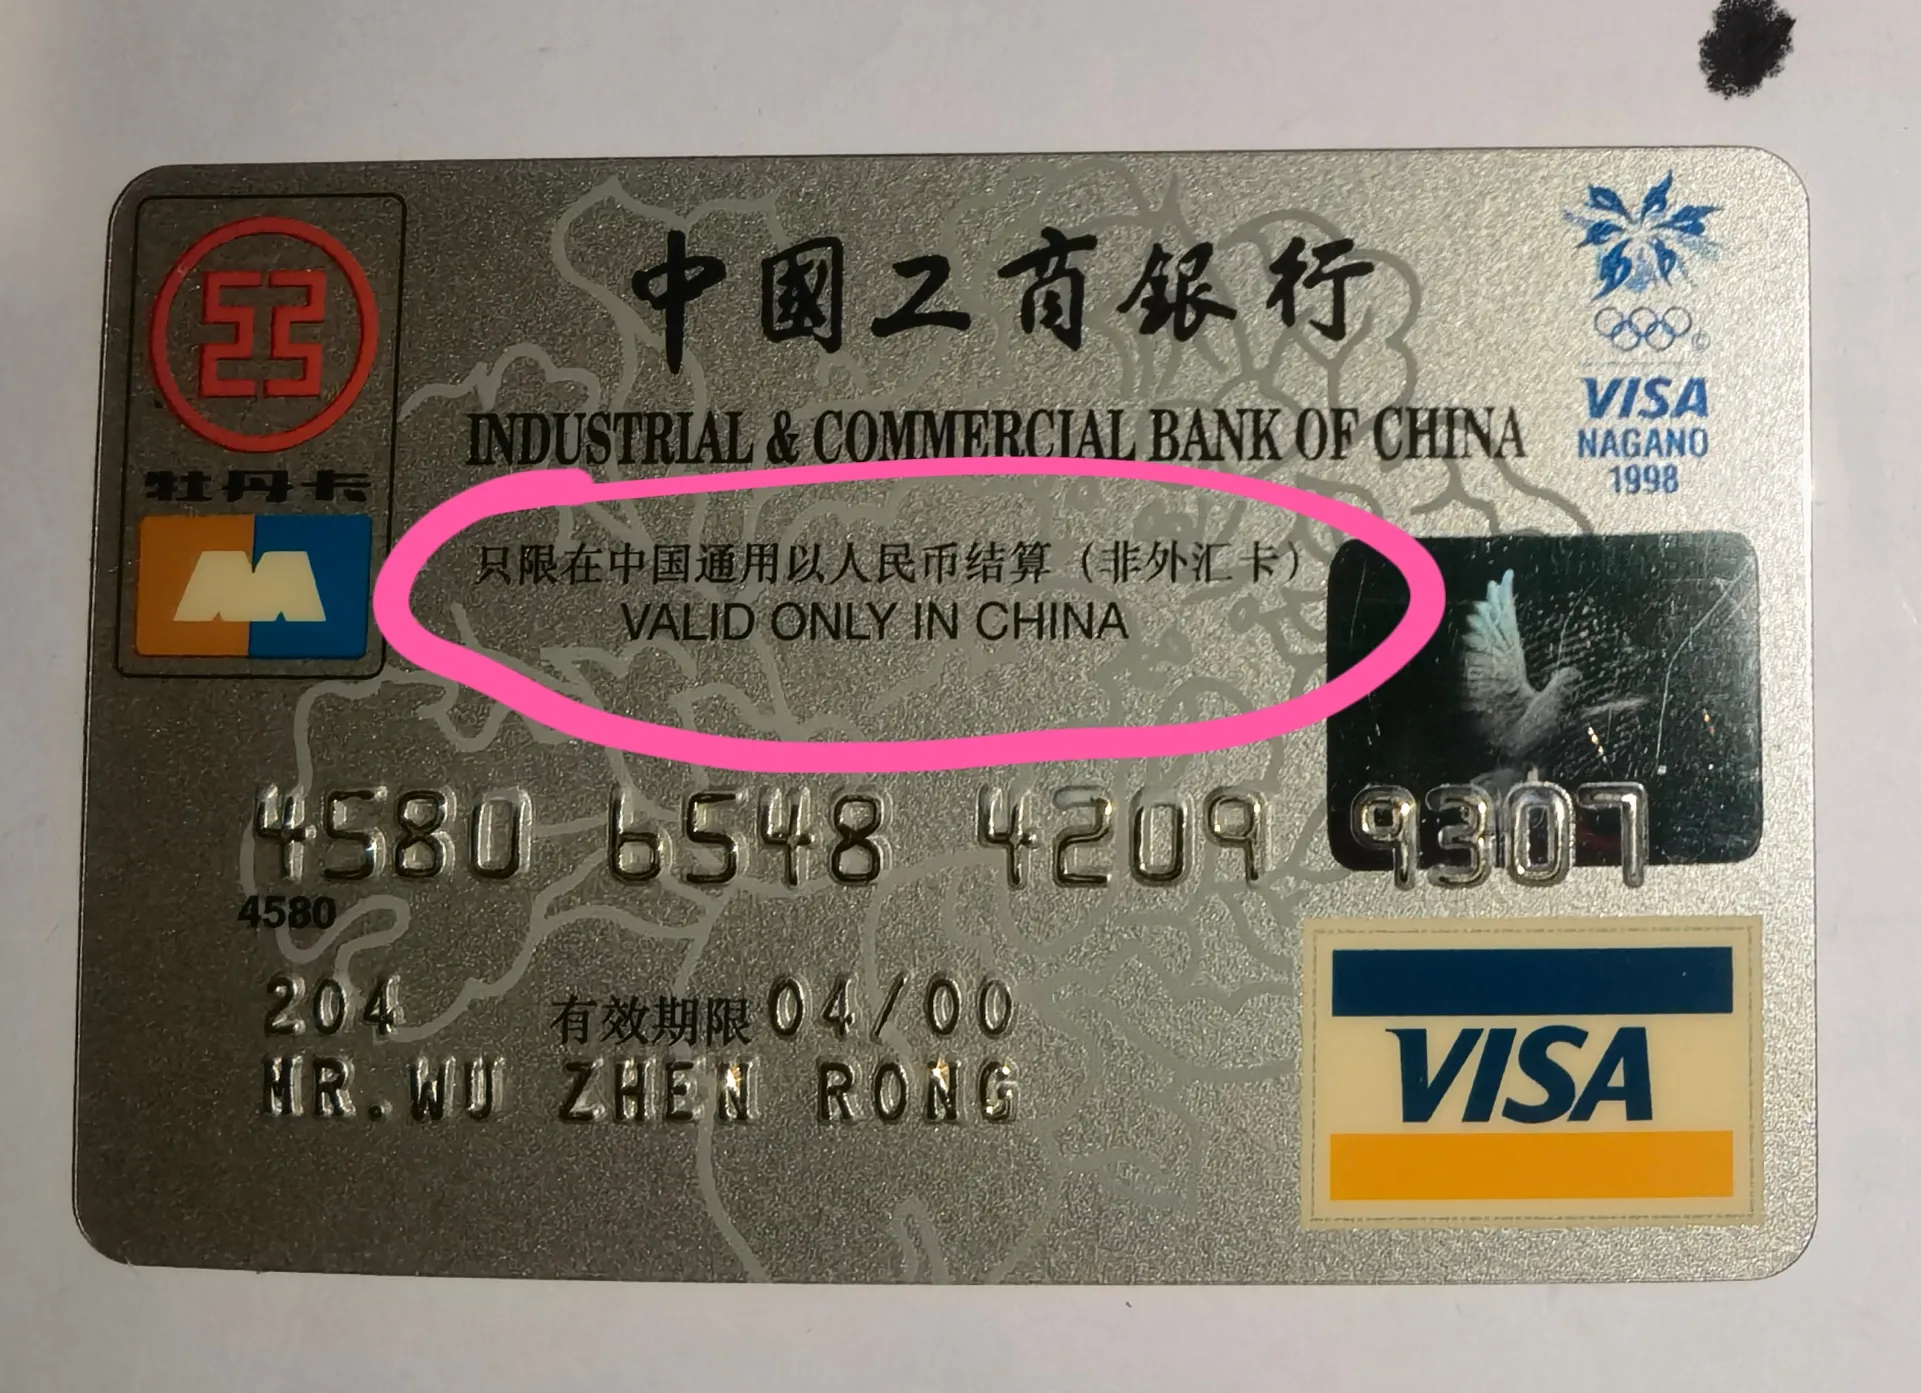 中國工商銀行
INDUSTRIAL & COMMERCIAL BANK OF CHINA
牡丹卡
VISA
NAGANO
1998
只限在中国通用以人民币结算（非外汇卡）
VALID ONLY IN CHINA
4580 6548 4209 9307
4580
204 有效期限 04/00
MR.WU ZHEN RONG
VISA